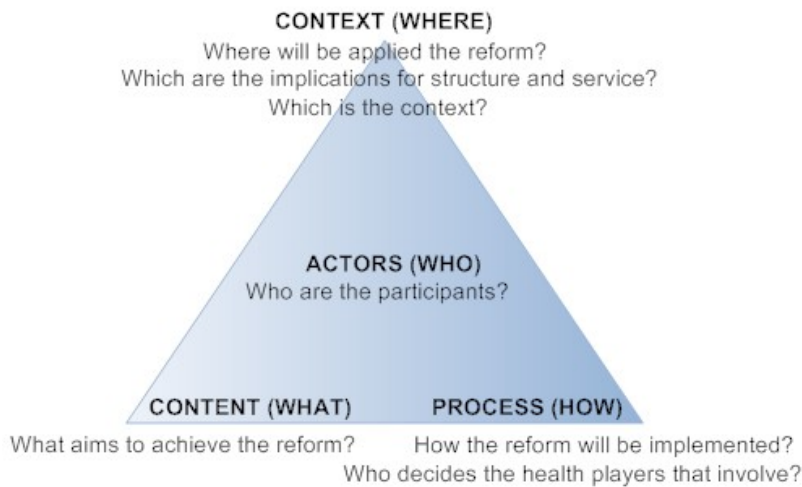 CONTEXT (WHERE)
Where will be applied the reform?
Which are the implications for structure and service?
Which is the context?
ACTORS (WHO)
Who are the participants?
CONTENT (WHAT)
PROCESS (HOW)
What aims to achieve the reform?
How the reform will be implemented?
Who decides the health players that involve?